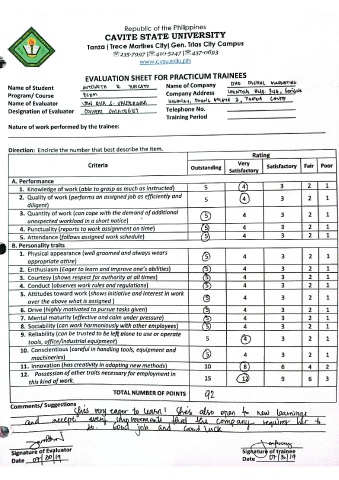 Republic of the Philippines
CAVITE STATE UNIVERSITY
Tanza | Trece Martires City | Gen. Trias City Campus
☏235-7997 ☏410-5247 ☏437-0693
www.cvsu.edu.ph
EVALUATION SHEET FOR PRACTICUM TRAINEES
Name of Student
Program/ Course
Name of Evaluator
Designation of Evaluator
Name of Company DIGITAL MARKETING
Company Address
Telephone No.
Training Period
Nature of work performed by the trainee:
Direction: Encircle the number that best describe the item.
Criteria Rating
Outstanding Very Satisfactory Satisfactory Fair Poor
A. Performance
1. Knowledge of work (able to grasp as much as instructed) 5 4 3 2 1
2. Quality of work (performs an assigned job as efficiently and diligent) 5 4 3 2 1
3. Quantity of work (can cope with the demand of additional unexpected workload in a short notice) 5 4 3 2 1
4. Punctuality (reports to work assignment on time) 5 4 3 2 1
5. Attendance (follows assigned work schedule) 5 4 3 2 1
B. Personality traits
1. Physical appearance (well groomed and always wears appropriate attire) 5 4 3 2 1
2. Enthusiasm (Eager to learn and improve one's abilities) 5 4 3 2 1
3. Courtesy (shows respect for authority at all times) 5 4 3 2 1
4. Conduct (observes work rules and regulations) 5 4 3 2 1
5. Attitudes toward work (shows initiative and interest in work over the above what is assigned ) 5 4 3 2 1
6. Drive (highly motivated to pursue tasks given) 5 4 3 2 1
7. Mental maturity (effective and calm under pressure) 5 4 3 2 1
8. Sociability (can work harmoniously with other employees) 5 4 3 2 1
9. Reliability (can be trusted to be left alone to use or operate tools, office/industrial equipment) 5 4 3 2 1
10. Conscientious (careful in handling tools, equipment and machineries) 5 4 3 2 1
11. Innovation (has creativity in adopting new methods) 10 8 6 4 2
12. Possession of other traits necessary for employment in this kind of work. 15 12 9 6 3
TOTAL NUMBER OF POINTS 92
Comments/ Suggestions She's very eager to learn! She's also open to new learnings
and accept every improvements that the company requires her to
do. Good job and Good luck
Signature of Evaluator
Date 07/20/19
Signature of trainee
Date